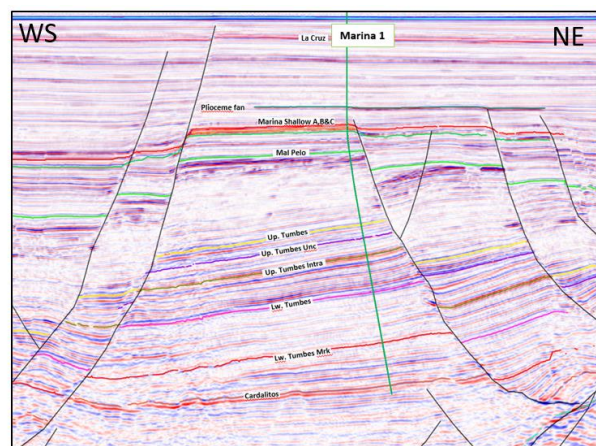 WS
NE
La Cruz
Marina 1
Plioceme fan
Marina Shallow A,B&C
Mal Pelo
Up. Tumbes
Up. Tumbes Unc
Up. Tumbes Intra
Lw. Tumbes
Lw. Tumbes Mrk
Cardalitos